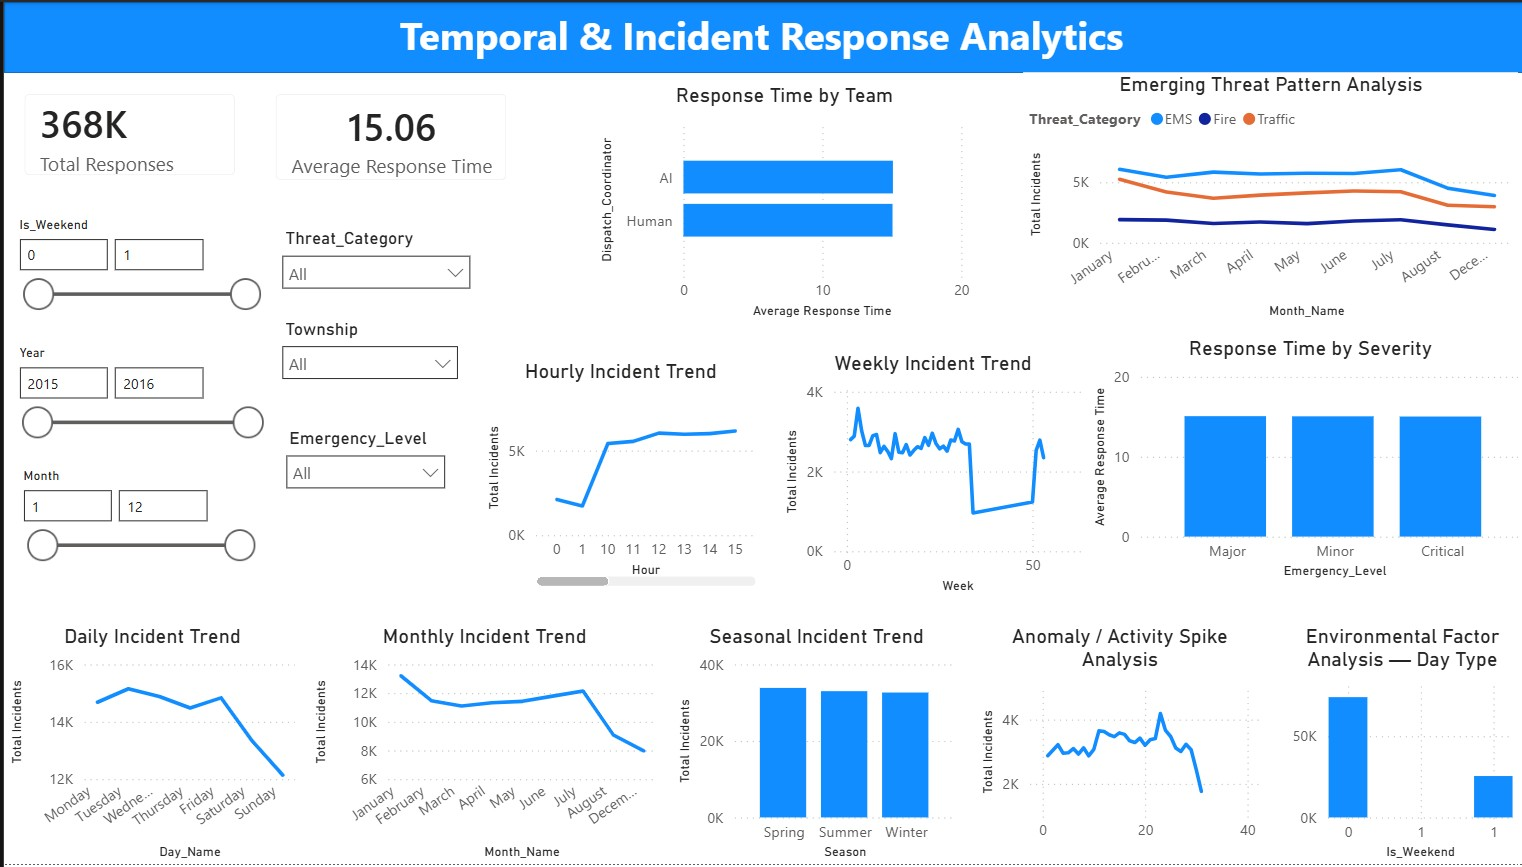 Temporal & Incident Response Analytics
368K
Total Responses
15.06
Average Response Time
Is_Weekend
0 1
Year
2015 2016
Month
1 12
Threat_Category
All
Township
All
Emergency_Level
All
Response Time by Team
Dispatch_Coordinator
AI
Human
0 10 20
Average Response Time
Emerging Threat Pattern Analysis
Threat_Category EMS Fire Traffic
Total Incidents
5K
0K
January Febru... March April May June July August Dece...
Month_Name
Hourly Incident Trend
Total Incidents
5K
0K
0 1 10 11 12 13 14 15
Hour
Weekly Incident Trend
Total Incidents
4K
2K
0K
0 50
Week
Response Time by Severity
Average Response Time
20
10
0
Major Minor Critical
Emergency_Level
Daily Incident Trend
Total Incidents
16K
14K
12K
Monday Tuesday Wedne... Thursday Friday Saturday Sunday
Day_Name
Monthly Incident Trend
Total Incidents
14K
12K
10K
8K
6K
January February March April May June July August Decem...
Month_Name
Seasonal Incident Trend
Total Incidents
40K
20K
0K
Spring Summer Winter
Season
Anomaly / Activity Spike
Analysis
Total Incidents
4K
2K
0 20 40
Environmental Factor
Analysis — Day Type
50K
0K
0 1 1
Is_Weekend